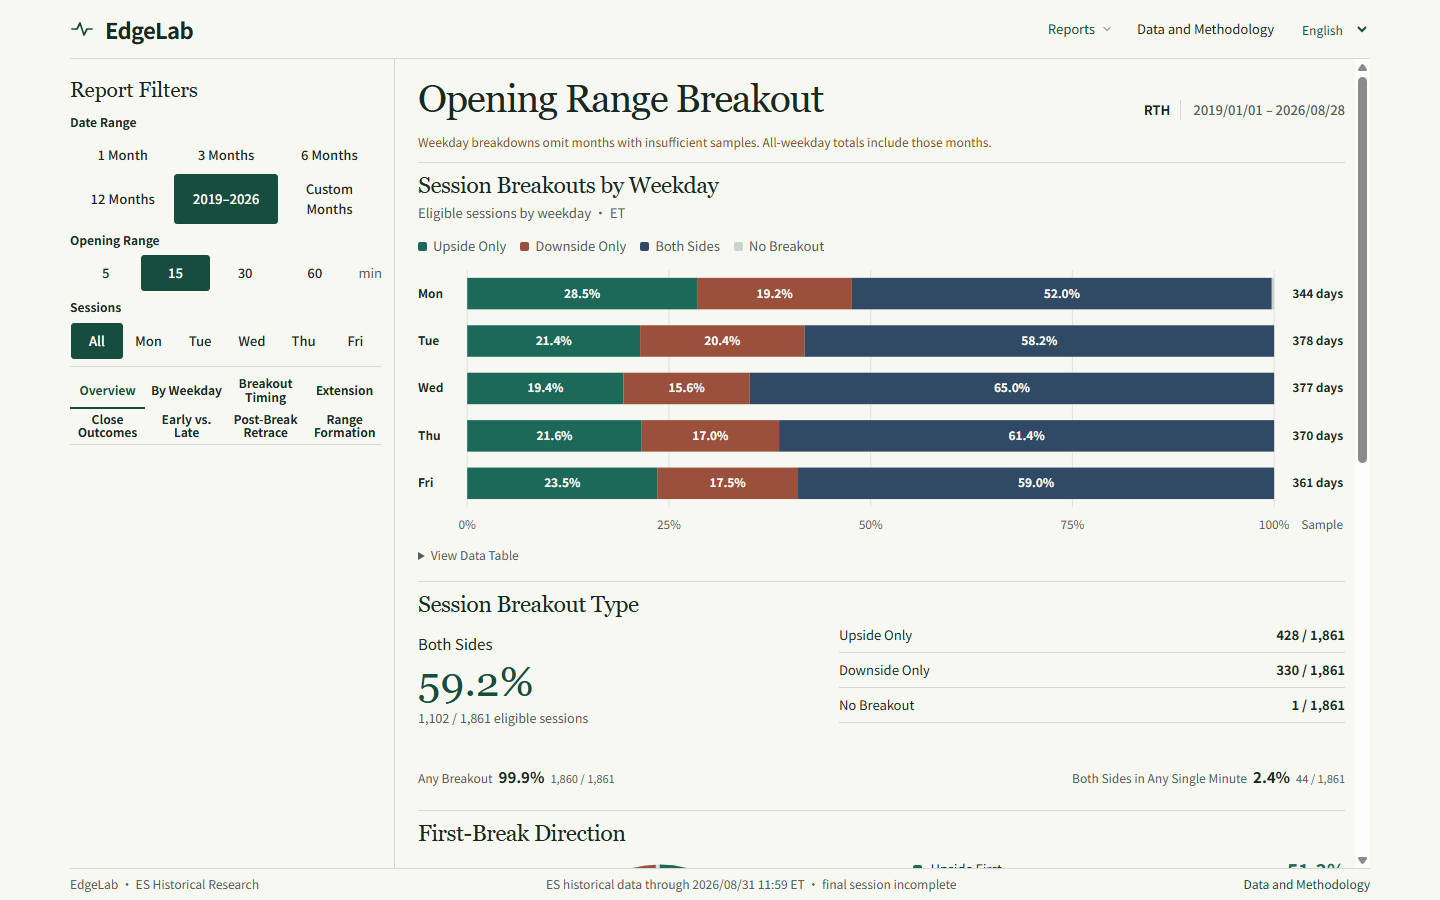 EdgeLab
Reports
Data and Methodology
English
Report Filters
Date Range
1 Month
3 Months
6 Months
12 Months
2019–2026
Custom
Months
Opening Range
5
15
30
60
min
Sessions
All
Mon
Tue
Wed
Thu
Fri
Overview
By Weekday
Breakout
Timing
Extension
Close
Outcomes
Early vs.
Late
Post-Break
Retrace
Range
Formation
Opening Range Breakout
RTH
2019/01/01 – 2026/08/28
Weekday breakdowns omit months with insufficient samples. All-weekday totals include those months.
Session Breakouts by Weekday
Eligible sessions by weekday • ET
Upside Only
Downside Only
Both Sides
No Breakout
Mon 28.5% 19.2% 52.0% 344 days
Tue 21.4% 20.4% 58.2% 378 days
Wed 19.4% 15.6% 65.0% 377 days
Thu 21.6% 17.0% 61.4% 370 days
Fri 23.5% 17.5% 59.0% 361 days
0% 25% 50% 75% 100% Sample
View Data Table
Session Breakout Type
Both Sides
59.2%
1,102 / 1,861 eligible sessions
Upside Only 428 / 1,861
Downside Only 330 / 1,861
No Breakout 1 / 1,861
Any Breakout 99.9% 1,860 / 1,861
Both Sides in Any Single Minute 2.4% 44 / 1,861
First-Break Direction
Upside First
EdgeLab • ES Historical Research
ES historical data through 2026/08/31 11:59 ET • final session incomplete
Data and Methodology